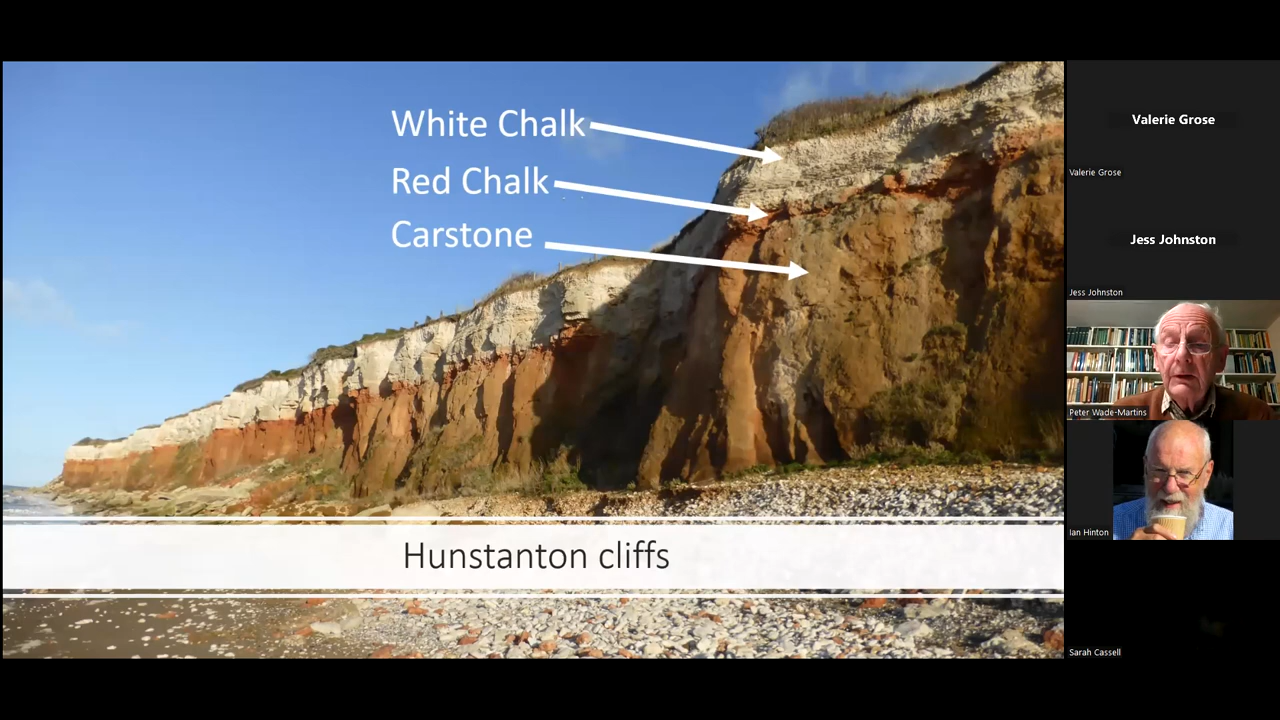 White Chalk
Red Chalk
Carstone
Hunstanton cliffs
Valerie Grose
Valerie Grose
Jess Johnston
Jess Johnston
Peter Wade-Martins
Ian Hinton
Sarah Cassell